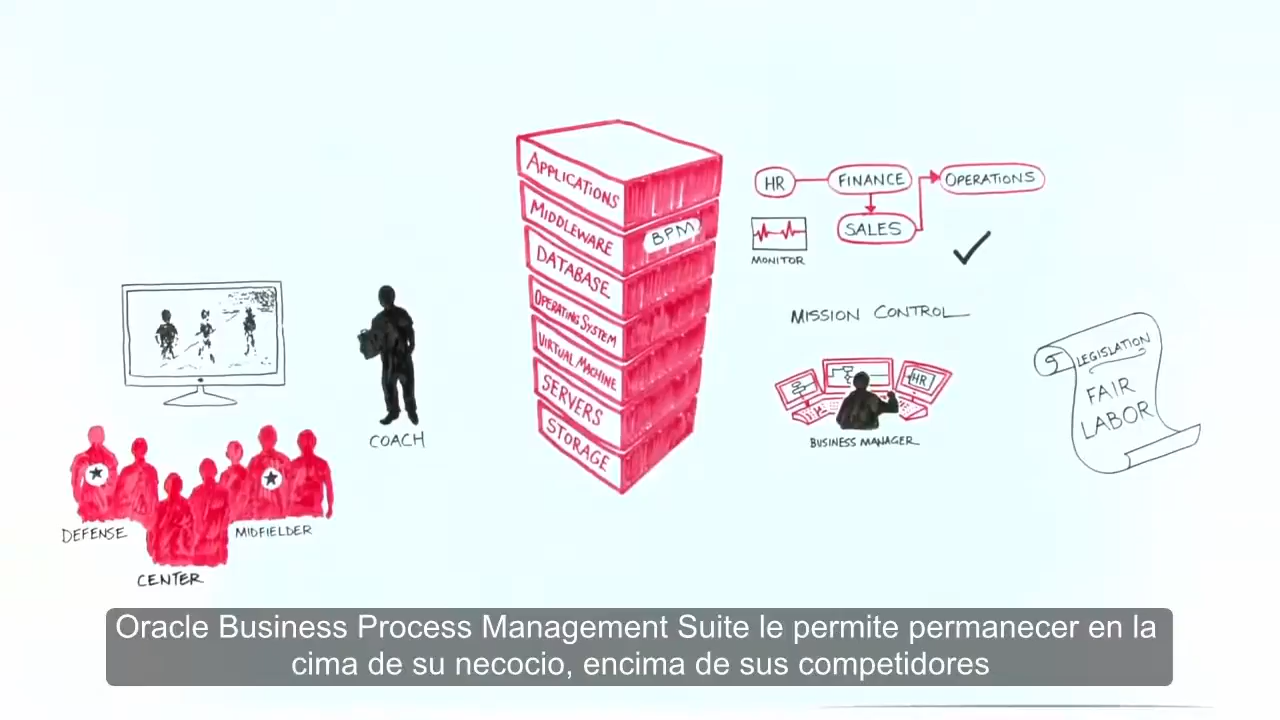 APPLICATIONS
MIDDLEWARE
BPM
DATABASE
OPERATING SYSTEM
VIRTUAL MACHINE
SERVERS
STORAGE
HR
FINANCE
OPERATIONS
SALES
MONITOR
MISSION CONTROL
HR
BUSINESS MANAGER
LEGISLATION
FAIR
LABOR
COACH
DEFENSE
MIDFIELDER
CENTER
Oracle Business Process Management Suite le permite permanecer en la
cima de su necocio, encima de sus competidores